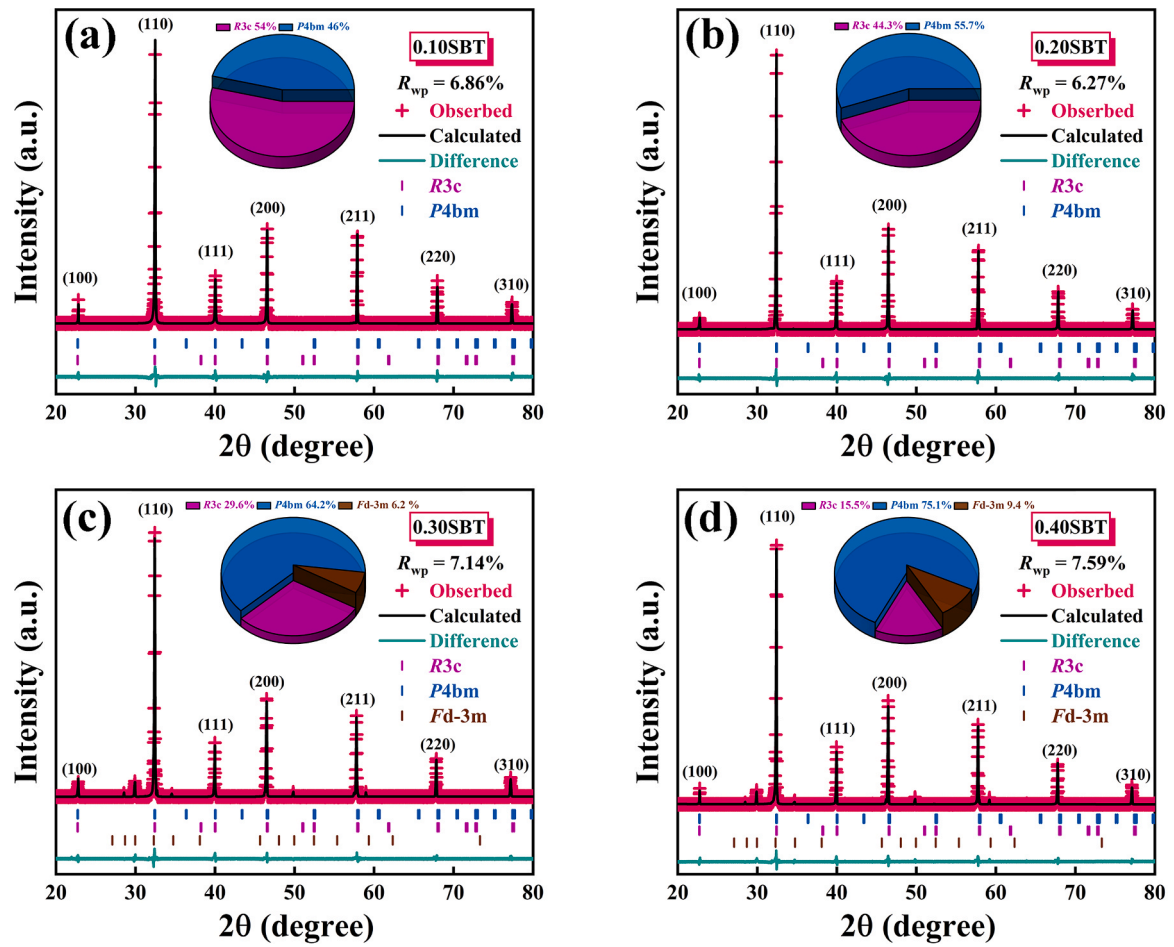 (a)
R3c 54% P4bm 46%
(110)
0.10SBT
Rwp = 6.86%
Obserbed
Calculated
Difference
R3c
P4bm
(100)
(111)
(200)
(211)
(220)
(310)
Intensity (a.u.)
20 30 40 50 60 70 80
2θ (degree)
(b)
R3c 44.3% P4bm 55.7%
(110)
0.20SBT
Rwp = 6.27%
Obserbed
Calculated
Difference
R3c
P4bm
(100)
(111)
(200)
(211)
(220)
(310)
Intensity (a.u.)
20 30 40 50 60 70 80
2θ (degree)
(c)
R3c 29.6% P4bm 64.2% Fd-3m 6.2 %
(110)
0.30SBT
Rwp = 7.14%
Obserbed
Calculated
Difference
R3c
P4bm
Fd-3m
(100)
(111)
(200)
(211)
(220)
(310)
Intensity (a.u.)
20 30 40 50 60 70 80
2θ (degree)
(d)
R3c 15.5% P4bm 75.1% Fd-3m 9.4 %
(110)
0.40SBT
Rwp = 7.59%
Obserbed
Calculated
Difference
R3c
P4bm
Fd-3m
(100)
(111)
(200)
(211)
(220)
(310)
Intensity (a.u.)
20 30 40 50 60 70 80
2θ (degree)